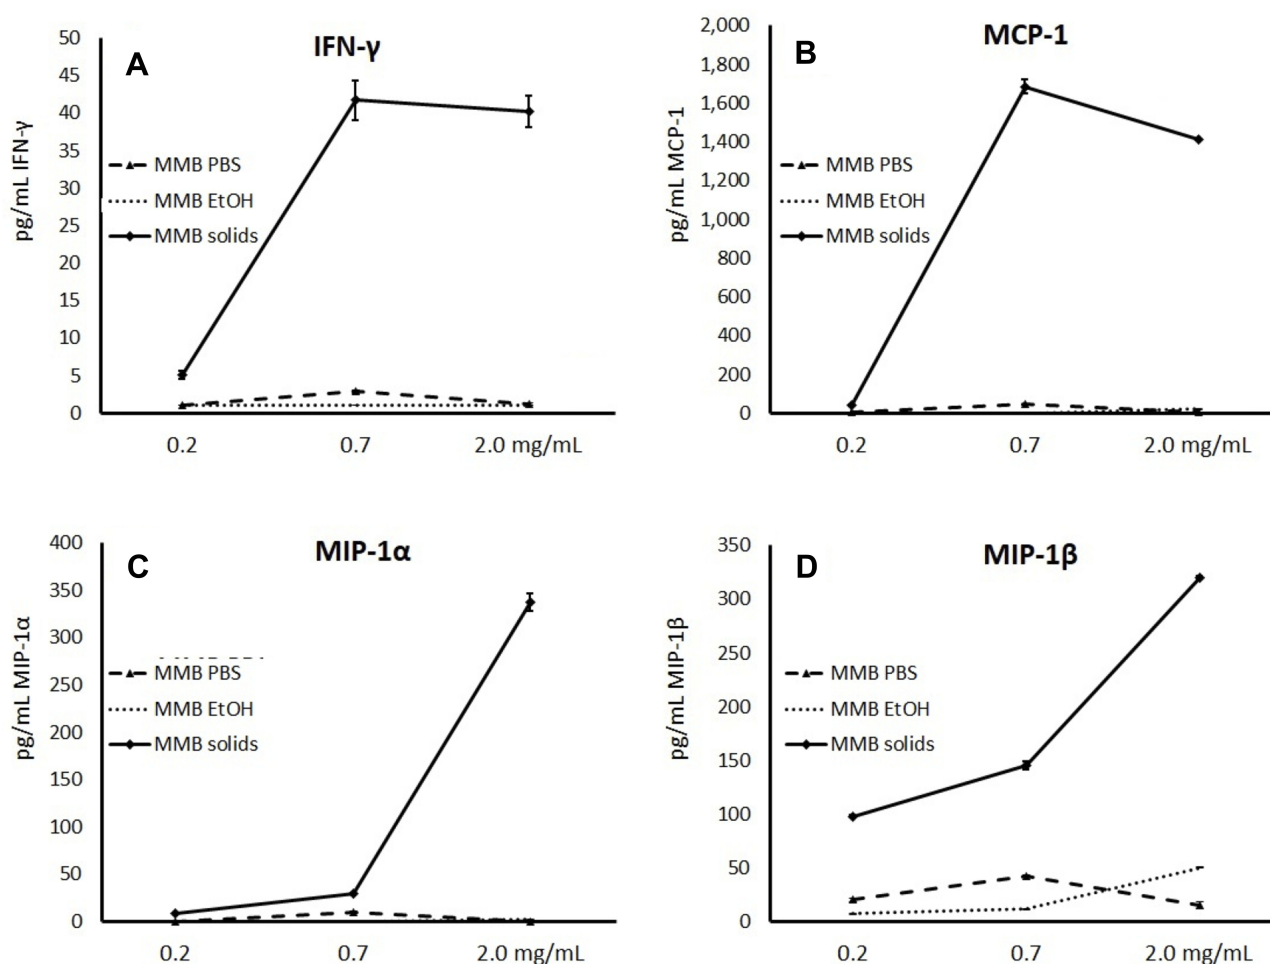 A
IFN-γ
50
45
40
35
30
25
20
15
10
5
0
pg/mL IFN-γ
MMB PBS
MMB EtOH
MMB solids
0.2
0.7
2.0 mg/mL
B
MCP-1
2,000
1,800
1,600
1,400
1,200
1,000
800
600
400
200
0
pg/mL MCP-1
MMB PBS
MMB EtOH
MMB solids
0.2
0.7
2.0 mg/mL
C
MIP-1α
400
350
300
250
200
150
100
50
0
pg/mL MIP-1α
MMB PBS
MMB EtOH
MMB solids
0.2
0.7
2.0 mg/mL
D
MIP-1β
350
300
250
200
150
100
50
0
pg/mL MIP-1β
MMB PBS
MMB EtOH
MMB solids
0.2
0.7
2.0 mg/mL